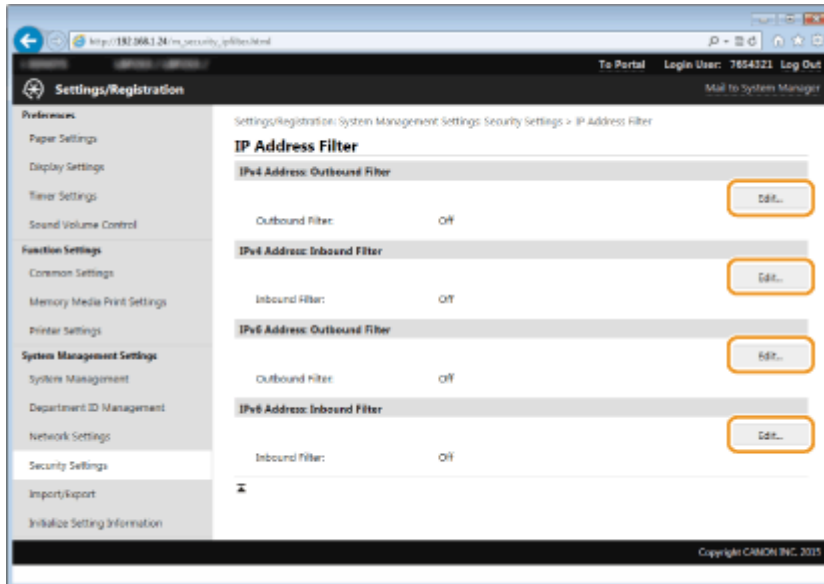 http://192.168.1.24/m_security_ipfilter.html
To Portal Login User: 7654321 Log Out
Settings/Registration
Mail to System Manager
Preferences
Paper Settings
Display Settings
Timer Settings
Sound Volume Control
Function Settings
Common Settings
Memory Media Print Settings
Printer Settings
System Management Settings
System Management
Department ID Management
Network Settings
Security Settings
Import/Export
Initialize Setting Information
Settings/Registration: System Management Settings: Security Settings > IP Address Filter
IP Address Filter
IPv4 Address: Outbound Filter
Edit...
Outbound Filter: Off
IPv4 Address: Inbound Filter
Edit...
Inbound Filter: Off
IPv6 Address: Outbound Filter
Edit...
Outbound Filter: Off
IPv6 Address: Inbound Filter
Edit...
Inbound Filter: Off
Copyright CANON INC. 2015